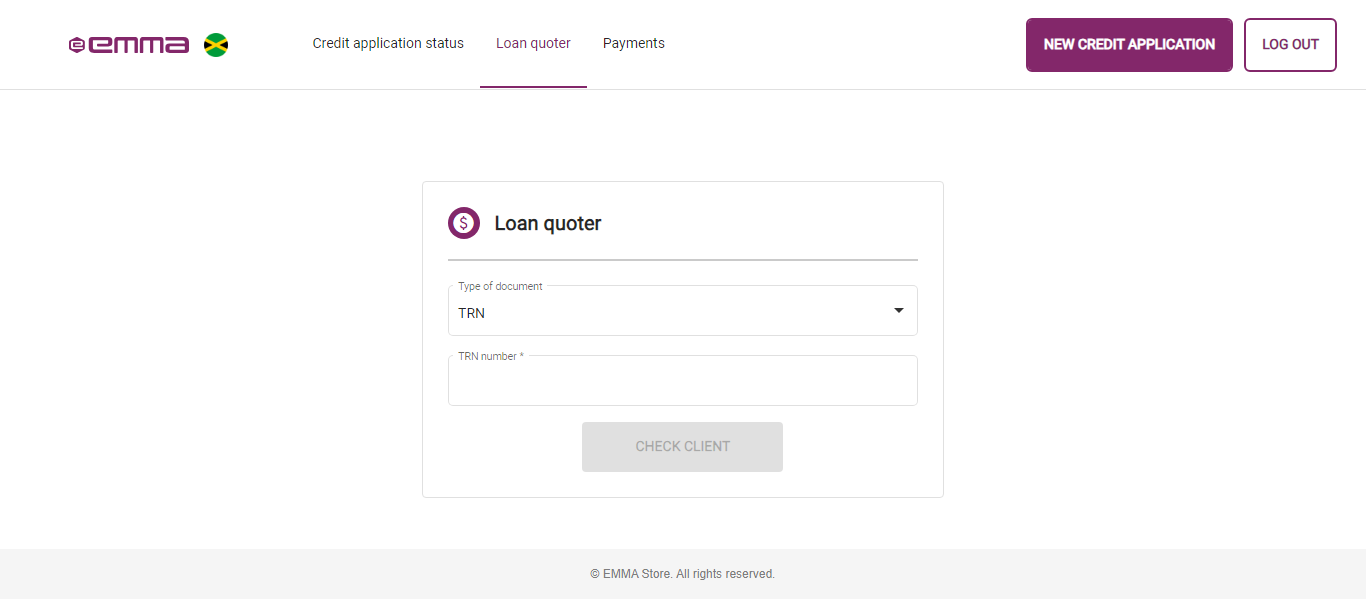 emma
Credit application status
Loan quoter
Payments
NEW CREDIT APPLICATION
LOG OUT
$
Loan quoter
Type of document
TRN
TRN number *
CHECK CLIENT
© EMMA Store. All rights reserved.